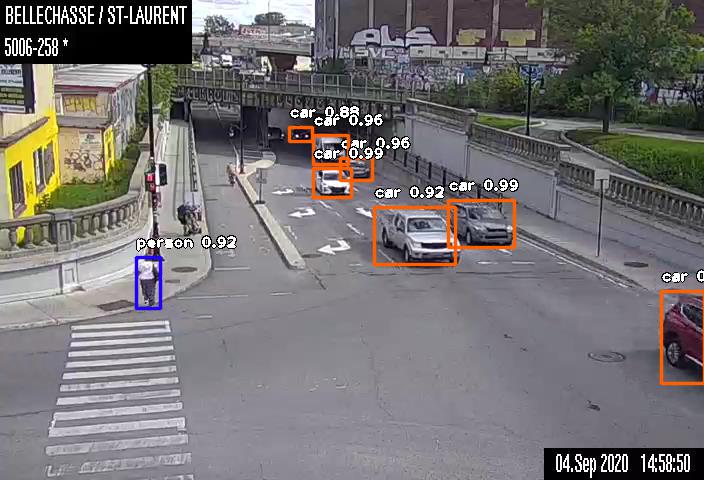 BELLECHASSE / ST-LAURENT
5006-258 *
car 0.88
car 0.96
car 0.96
car 0.99
car 0.92
car 0.99
person 0.92
car 0
04.Sep 2020 14:58:50